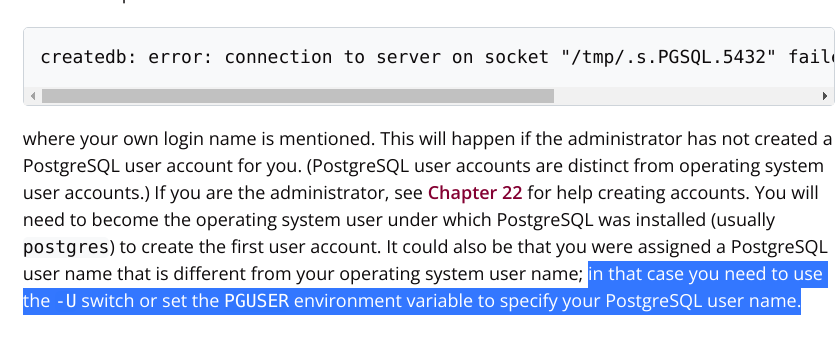 createdb: error: connection to server on socket "/tmp/.s.PGSQL.5432" faile
where your own login name is mentioned. This will happen if the administrator has not created a
PostgreSQL user account for you. (PostgreSQL user accounts are distinct from operating system
user accounts.) If you are the administrator, see Chapter 22 for help creating accounts. You will
need to become the operating system user under which PostgreSQL was installed (usually
postgres) to create the first user account. It could also be that you were assigned a PostgreSQL
user name that is different from your operating system user name; in that case you need to use
the -U switch or set the PGUSER environment variable to specify your PostgreSQL user name.